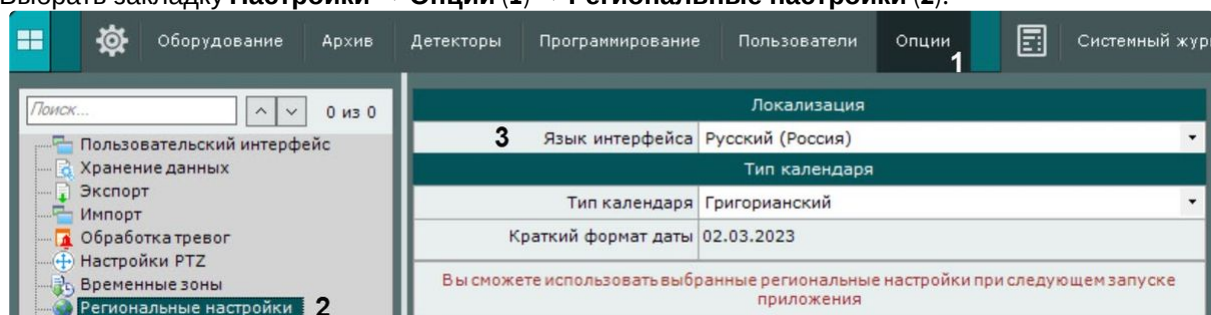 Выбрать закладку Настройки -> Опции (1) -> Региональные настройки (2).
Оборудование Архив Детекторы Программирование Пользователи Опции Системный жур
1
Поиск... 0 из 0
Пользовательский интерфейс
Хранение данных
Экспорт
Импорт
Обработка тревог
Настройки PTZ
Временные зоны
Региональные настройки 2
Локализация
3 Язык интерфейса Русский (Россия)
Тип календаря
Тип календаря Григорианский
Краткий формат даты 02.03.2023
Вы сможете использовать выбранные региональные настройки при следующем запуске
приложения